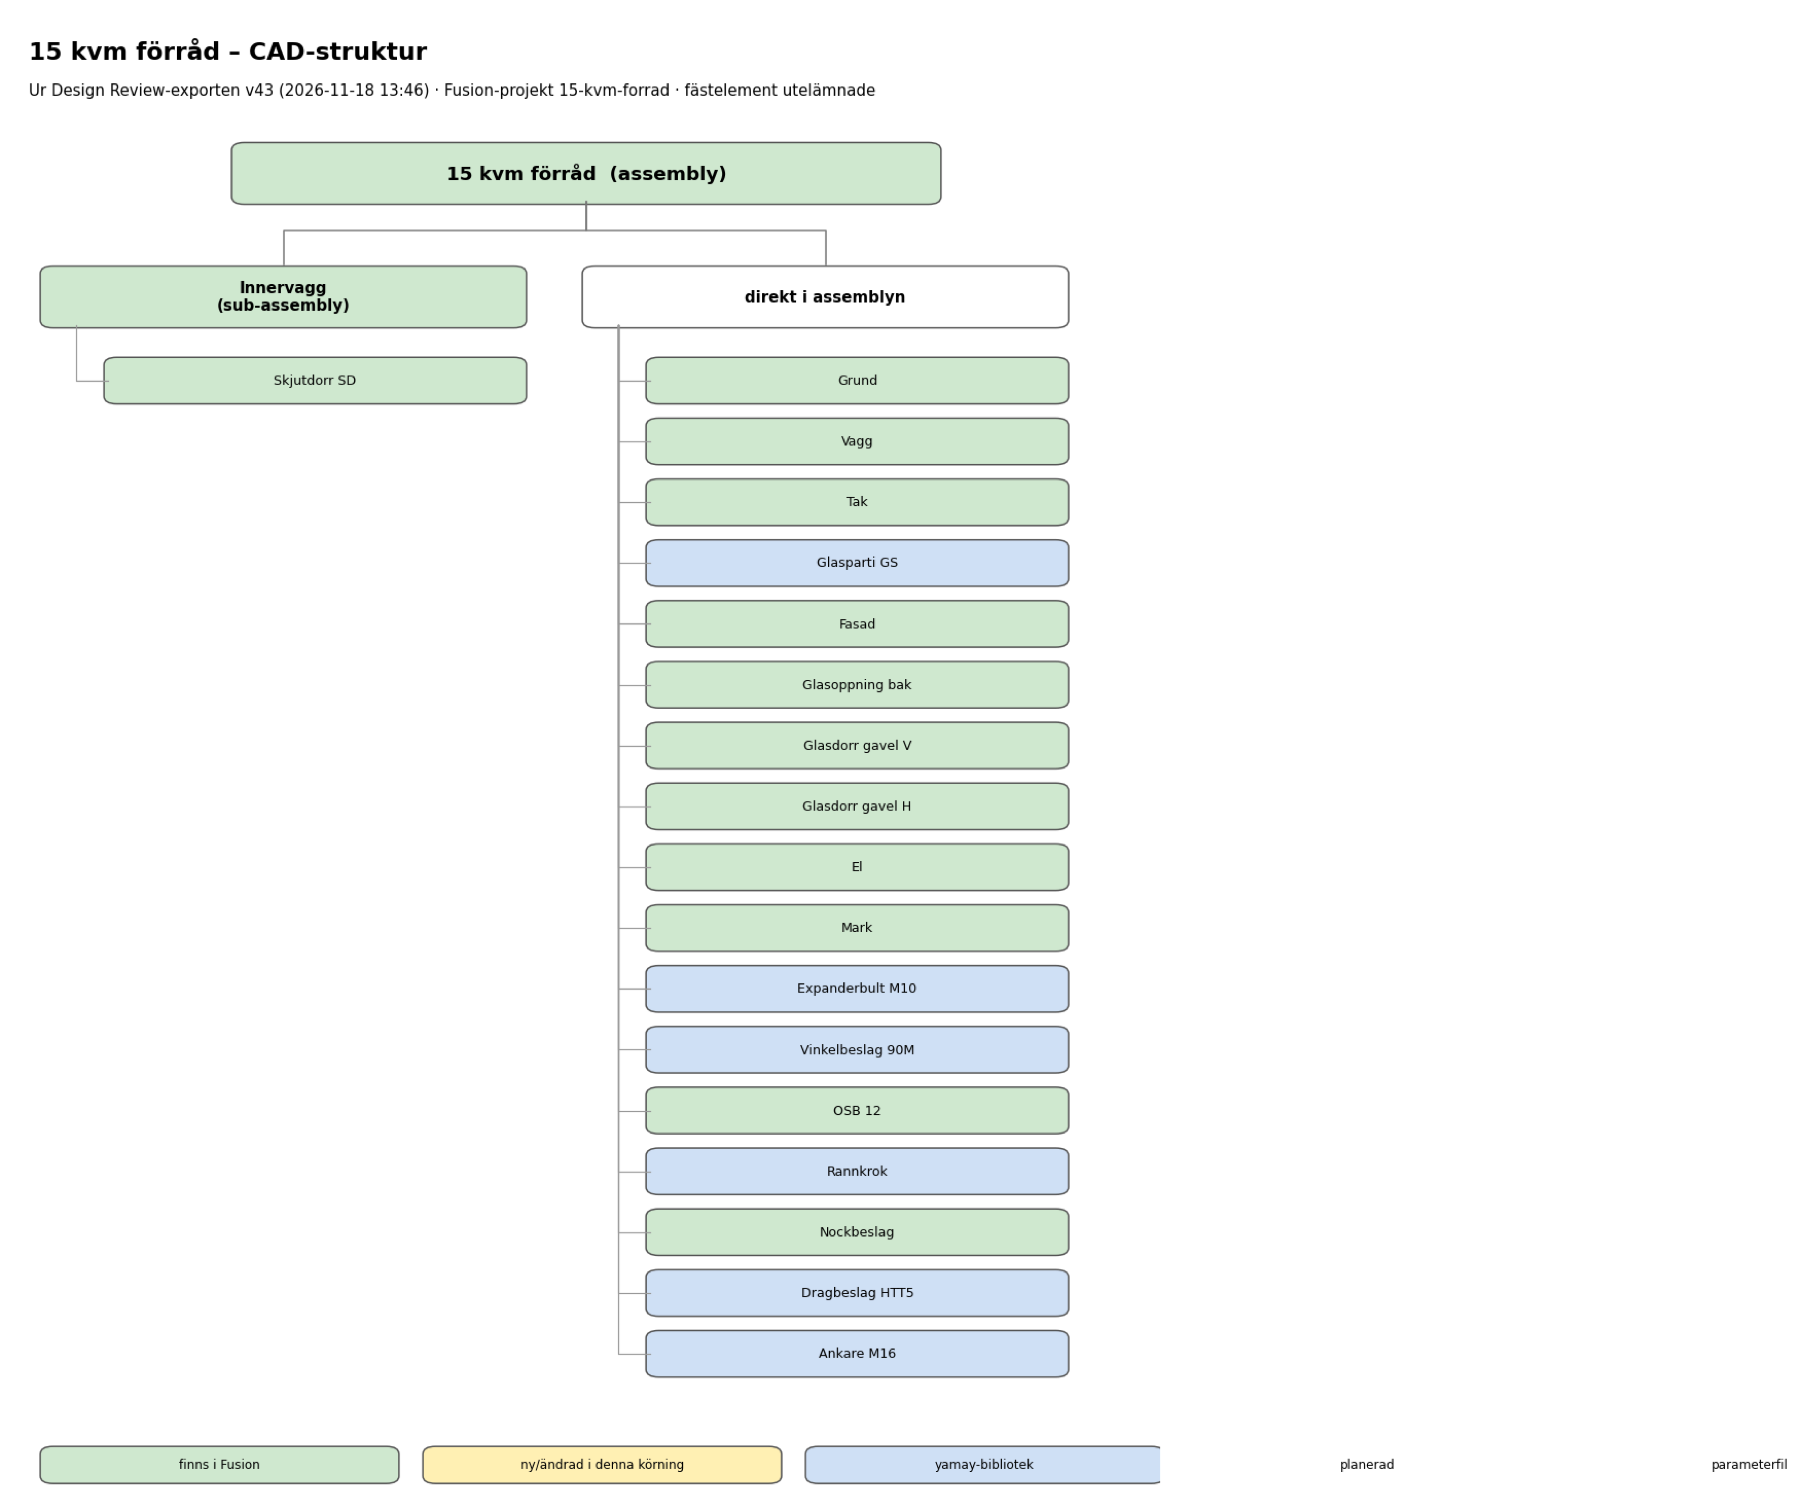 15 kvm förråd – CAD-struktur
Ur Design Review-exporten v43 (2026-11-18 13:46) · Fusion-projekt 15-kvm-forrad · fästelement utelämnade
15 kvm förråd (assembly)
Innervagg
(sub-assembly)
direkt i assemblyn
Skjutdorr SD
Grund
Vagg
Tak
Glasparti GS
Fasad
Glasoppning bak
Glasdorr gavel V
Glasdorr gavel H
El
Mark
Expanderbult M10
Vinkelbeslag 90M
OSB 12
Rannkrok
Nockbeslag
Dragbeslag HTT5
Ankare M16
finns i Fusion
ny/ändrad i denna körning
yamay-bibliotek
planerad
parameterfil